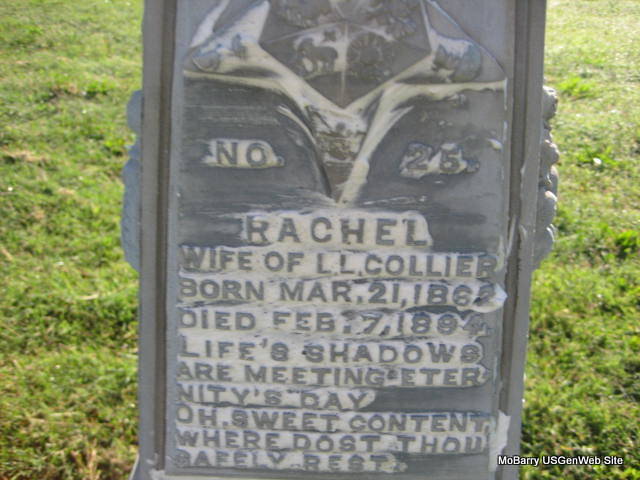 NO. 25.
RACHEL
WIFE OF L.L. COLLIER
BORN MAR. 21, 1862
DIED FEB. 17, 1894.
LIFE'S SHADOWS
ARE MEETING ETER-
NITY'S DAY
OH, SWEET CONTENT,
WHERE DOST THOU
SAFELY REST.
MoBarry USGenWeb Site